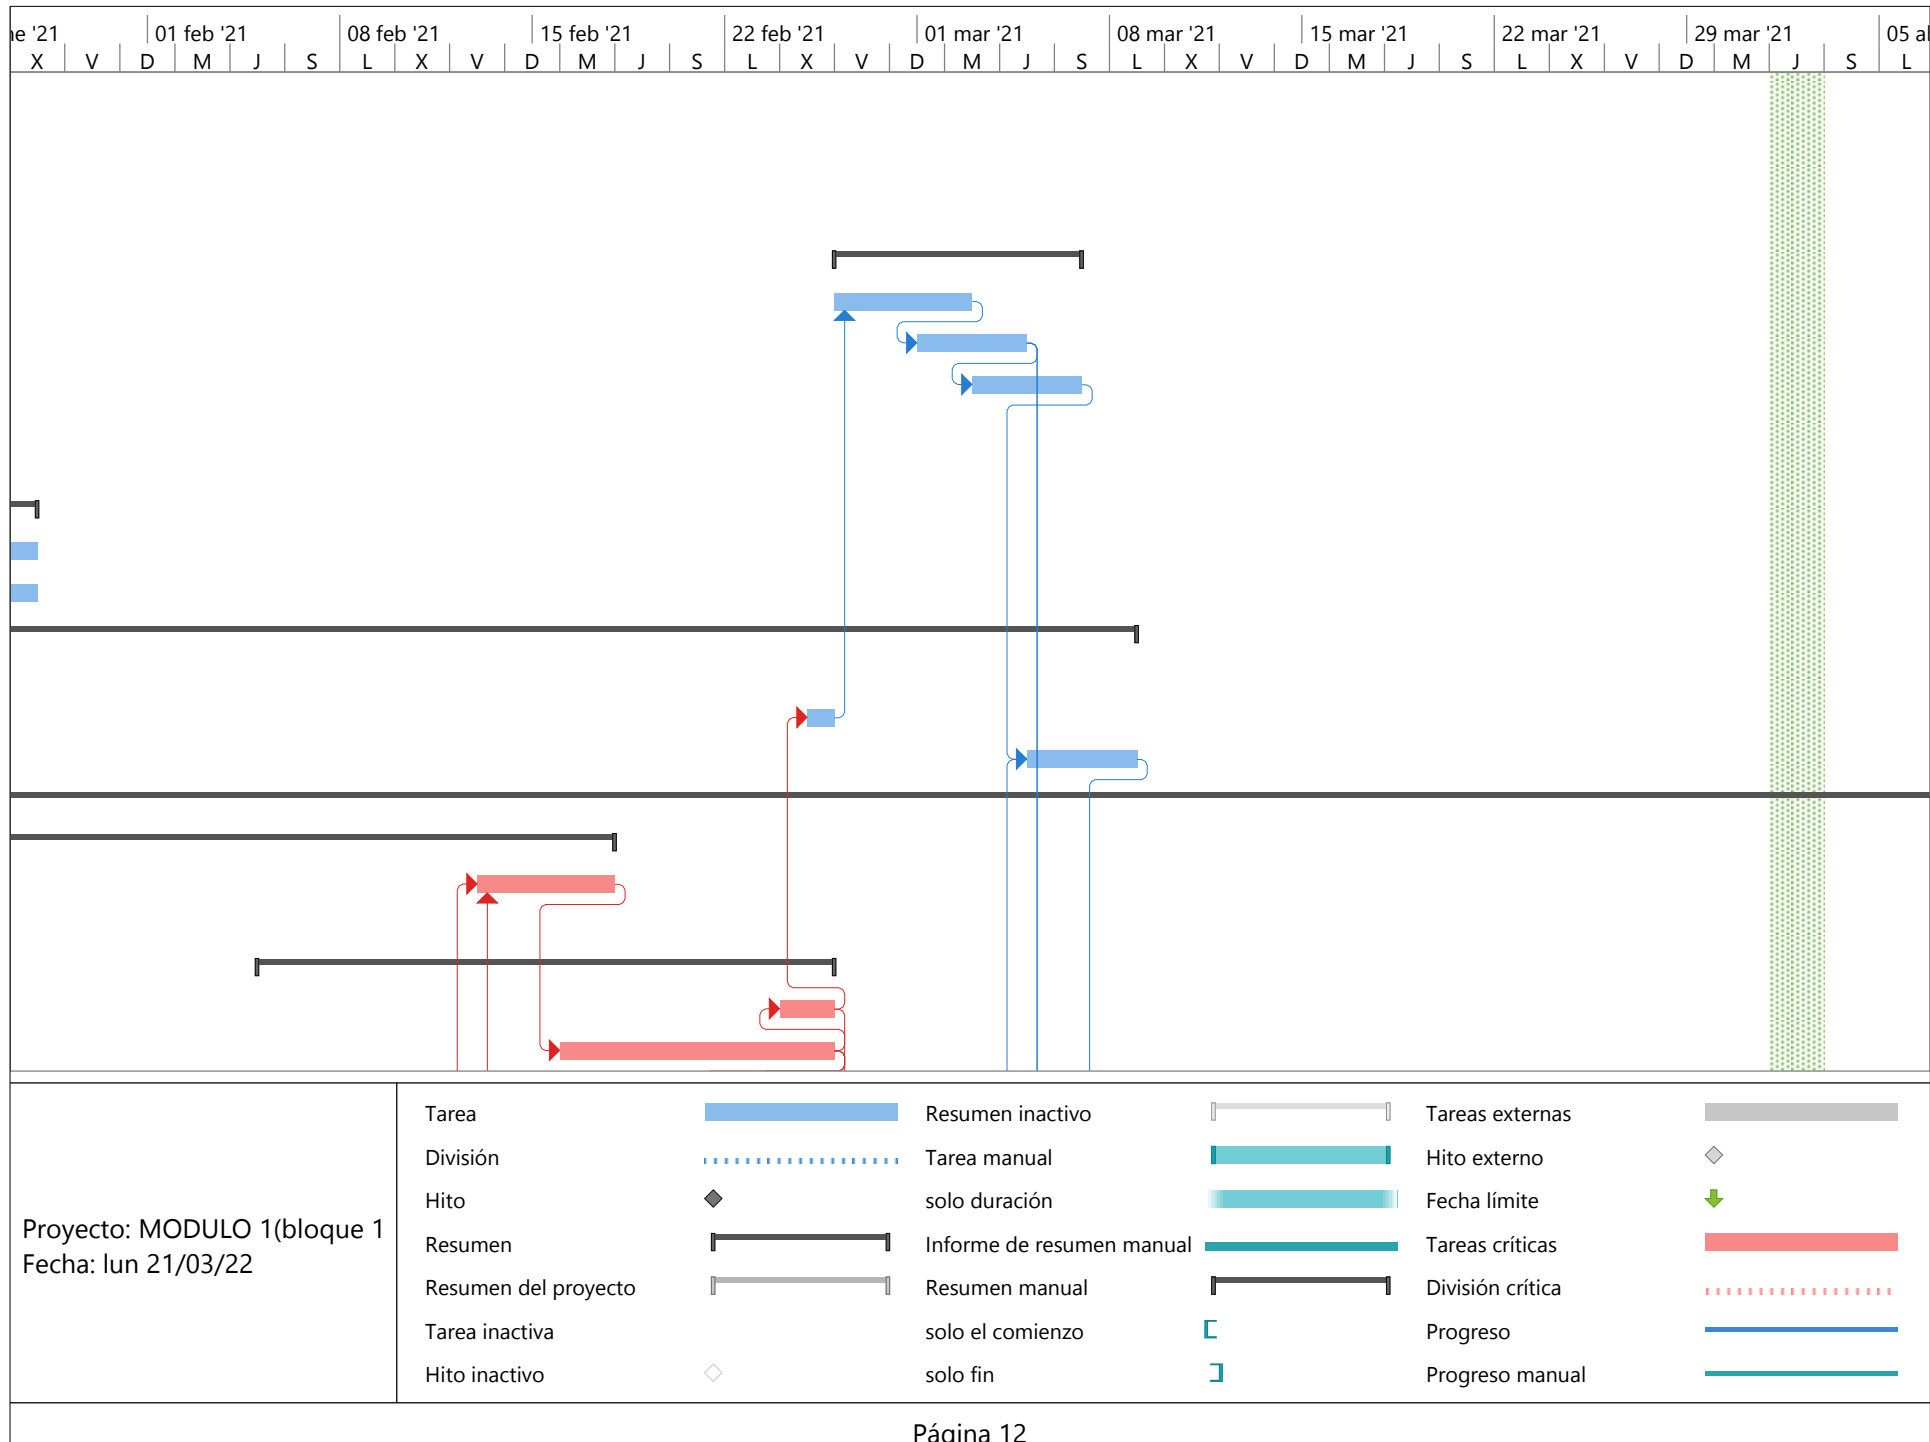 ne '21 01 feb '21 08 feb '21 15 feb '21 22 feb '21 01 mar '21 08 mar '21 15 mar '21 22 mar '21 29 mar '21 05 a
X V D M J S L X V D M J S L X V D M J S L X V D M J S L X V D M J S L
Tarea Resumen inactivo Tareas externas
División Tarea manual Hito externo
Hito solo duración Fecha límite
Proyecto: MODULO 1(bloque 1
Resumen Informe de resumen manual Tareas críticas
Fecha: lun 21/03/22
Resumen del proyecto Resumen manual División crítica
Tarea inactiva solo el comienzo Progreso
Hito inactivo solo fin Progreso manual
Página 12